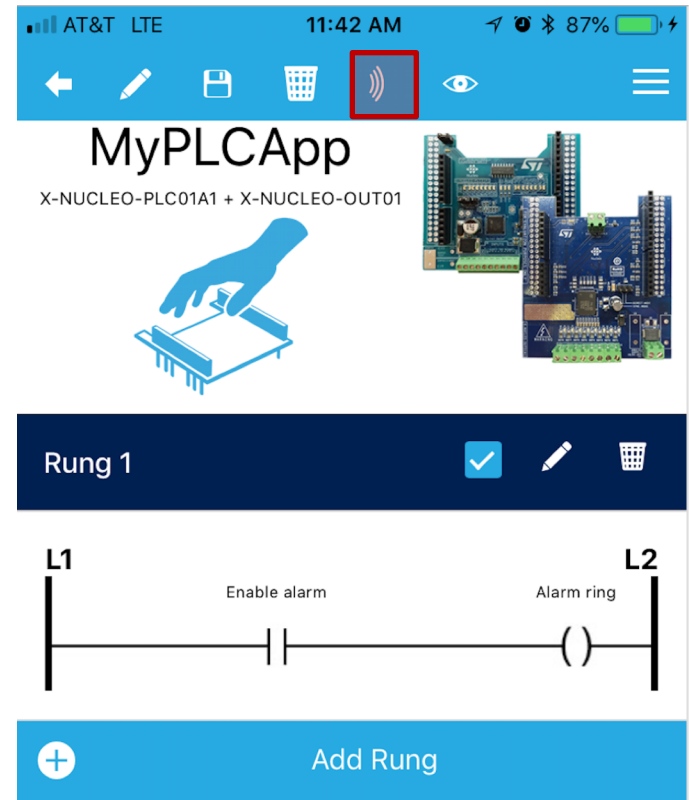 AT&T LTE 11:42 AM 87%
MyPLCApp
X-NUCLEO-PLC01A1 + X-NUCLEO-OUT01
Rung 1
L1 L2
Enable alarm Alarm ring
Add Rung